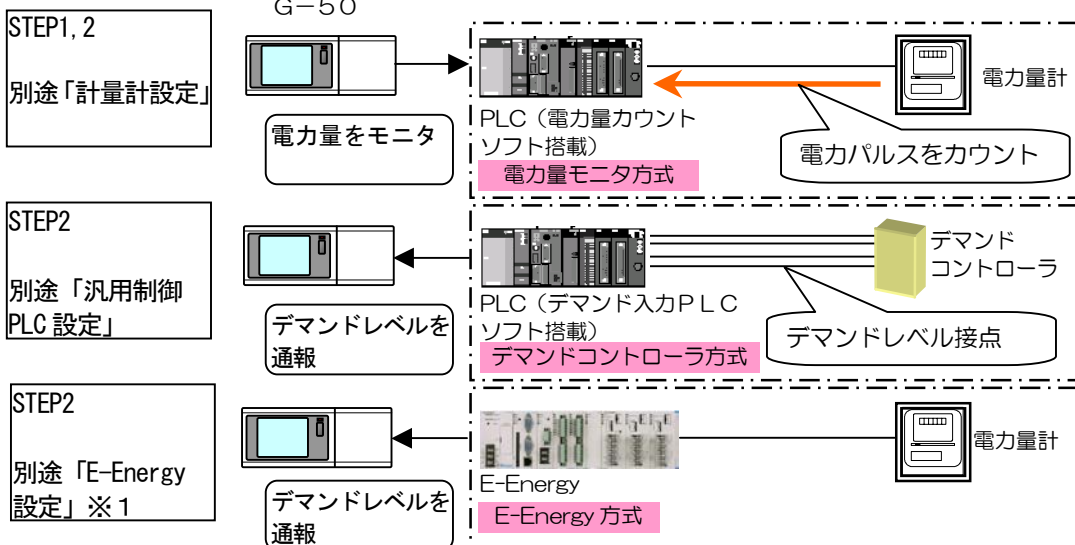 G-50
STEP1, 2
別途「計量計設定」
電力量をモニタ
PLC（電力量カウント
ソフト搭載）
電力量モニタ方式
電力量計
電力パルスをカウント
STEP2
別途「汎用制御
PLC 設定」
デマンドレベルを
通報
PLC（デマンド入力ＰＬＣ
ソフト搭載）
デマンドコントローラ方式
デマンド
コントローラ
デマンドレベル接点
STEP2
別途「E-Energy
設定」※１
デマンドレベルを
通報
E-Energy
E-Energy 方式
電力量計